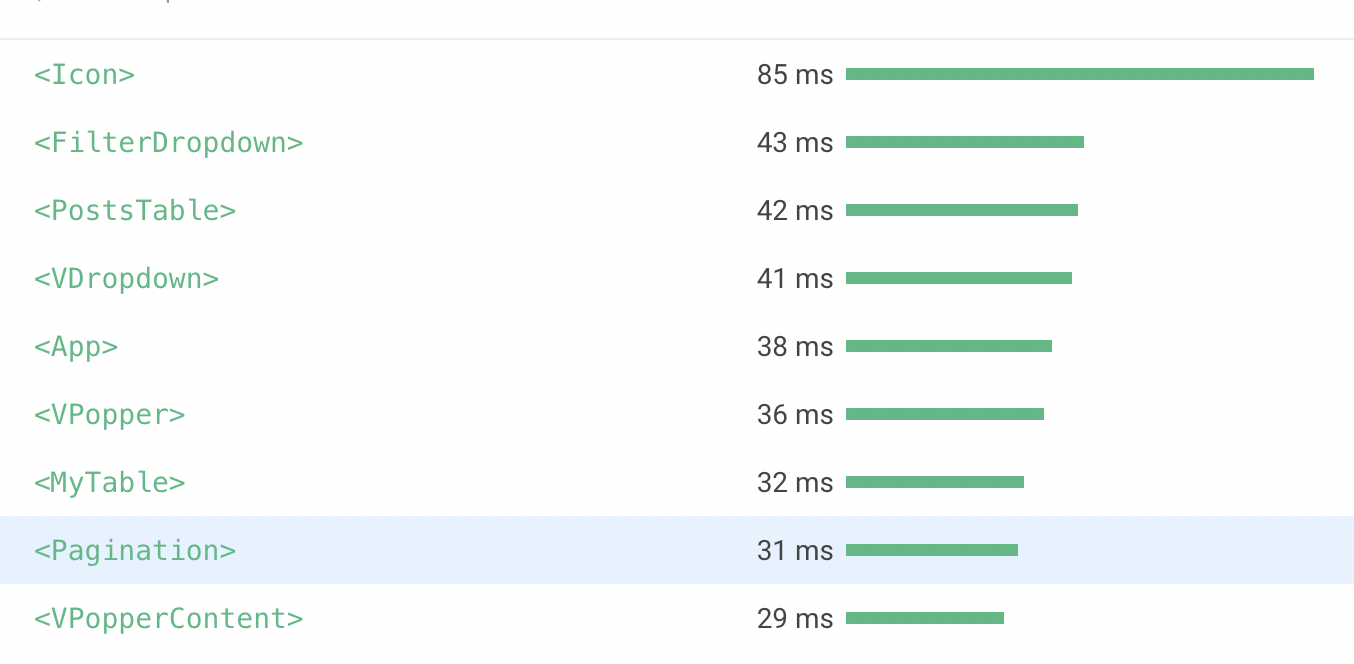 <Icon> 85 ms
<FilterDropdown> 43 ms
<PostsTable> 42 ms
<VDropdown> 41 ms
<App> 38 ms
<VPopper> 36 ms
<MyTable> 32 ms
<Pagination> 31 ms
<VPopperContent> 29 ms